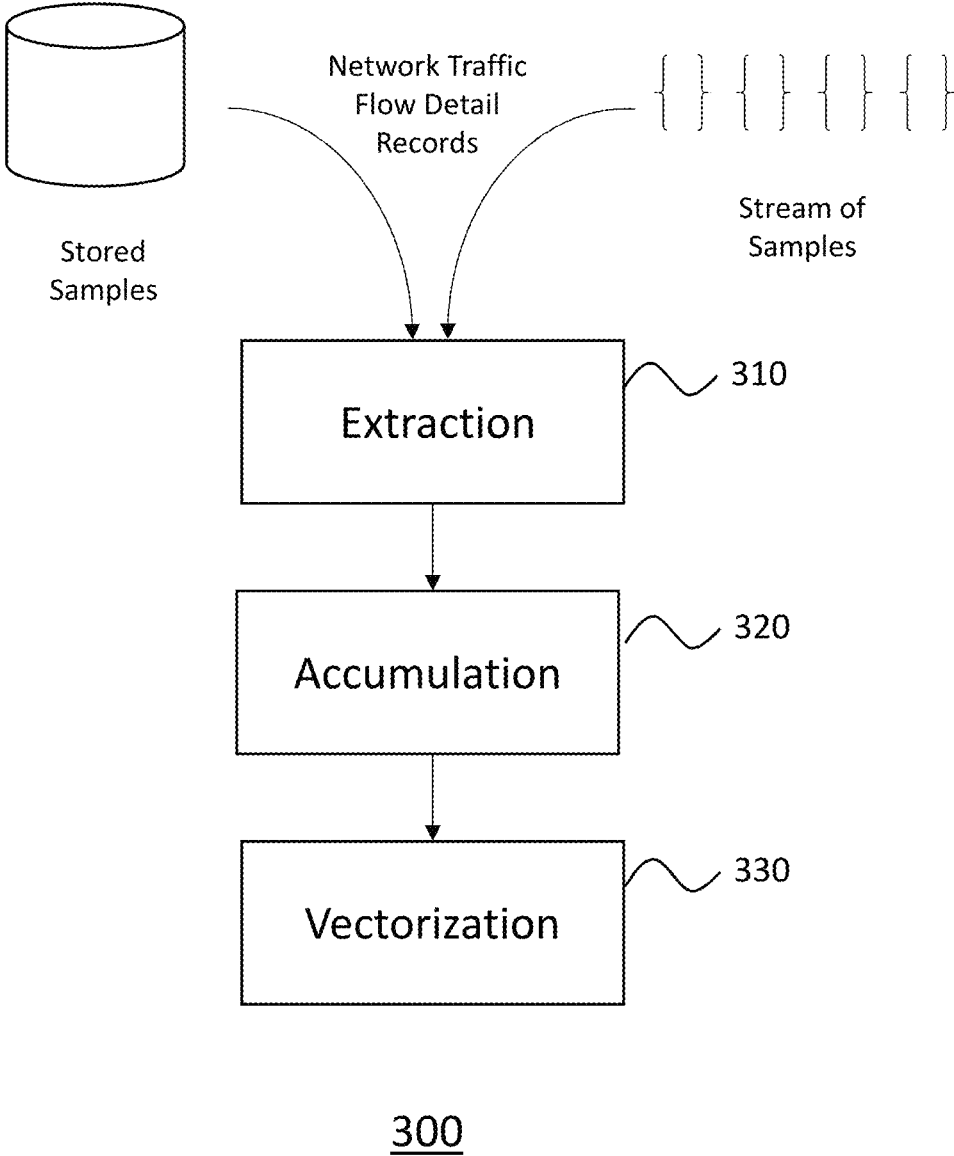 Network Traffic
Flow Detail
Records
{ } { } { } { }
Stream of
Samples
Stored
Samples
310
Extraction
320
Accumulation
330
Vectorization
300